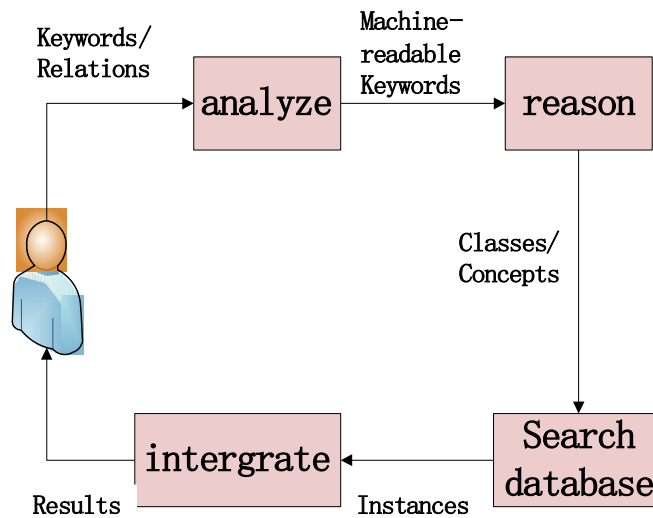 Keywords/
Relations
analyze
Machine-
readable
Keywords
reason
Classes/
Concepts
Search
database
Instances
intergrate
Results